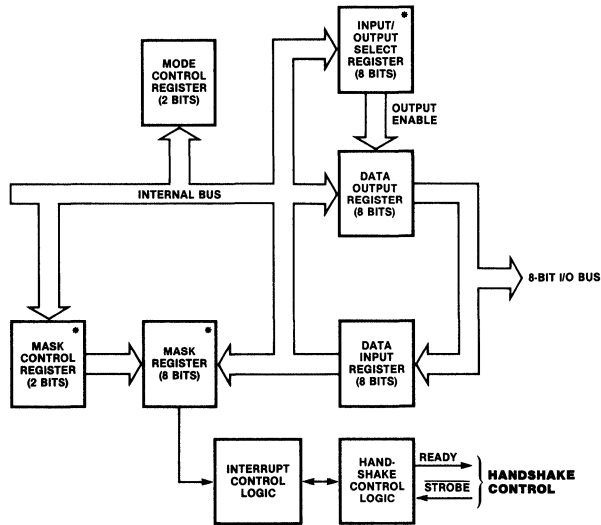 *
INPUT/
OUTPUT
SELECT
REGISTER
(8 BITS)
MODE
CONTROL
REGISTER
(2 BITS)
OUTPUT
ENABLE
INTERNAL BUS
DATA
OUTPUT
REGISTER
(8 BITS)
8-BIT I/O BUS
*
MASK
CONTROL
REGISTER
(2 BITS)
*
MASK
REGISTER
(8 BITS)
DATA
INPUT
REGISTER
(8 BITS)
INTERRUPT
CONTROL
LOGIC
HAND-
SHAKE
CONTROL
LOGIC
READY
STROBE
HANDSHAKE
CONTROL